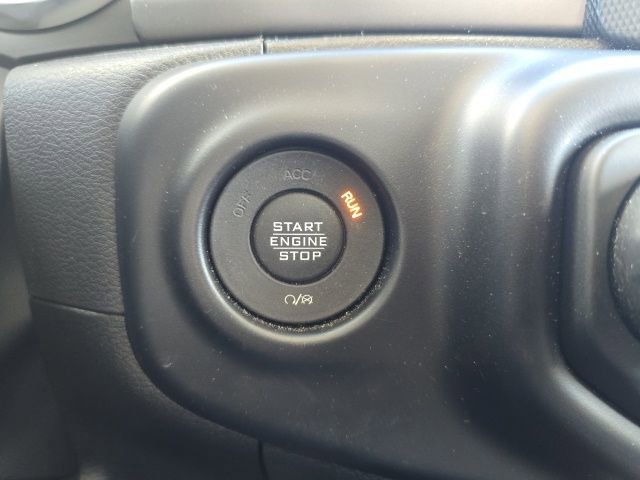 OFF
ACC
RUN
START
ENGINE
STOP